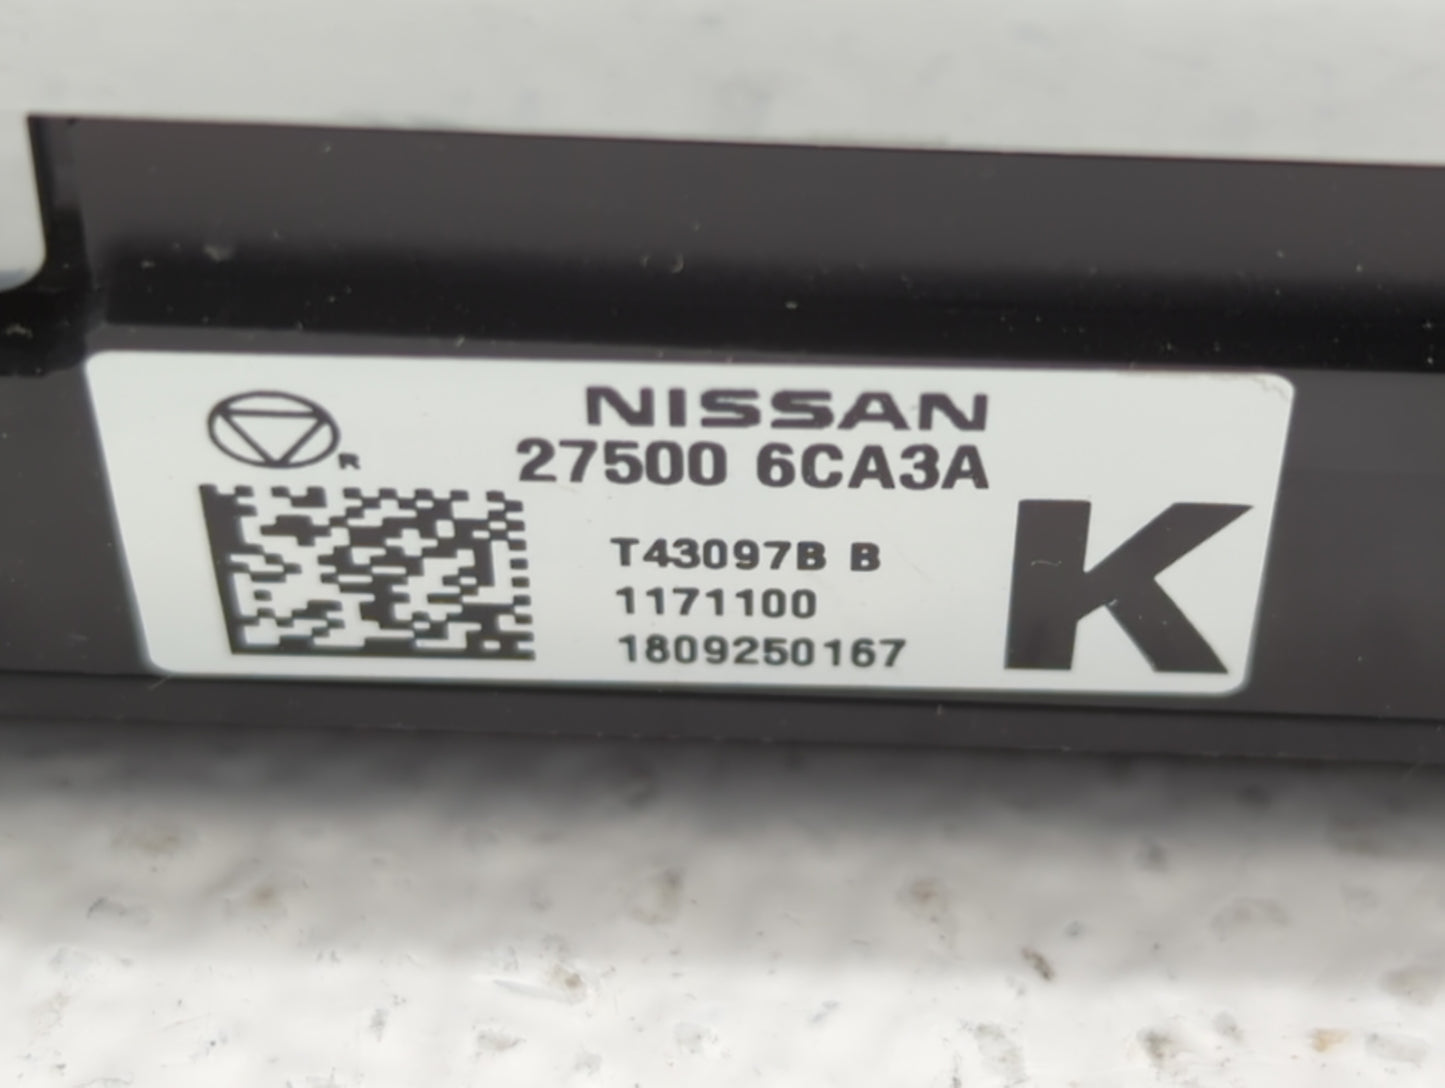 NISSAN
27500 6CA3A
R
T43097B B
1171100
1809250167
K